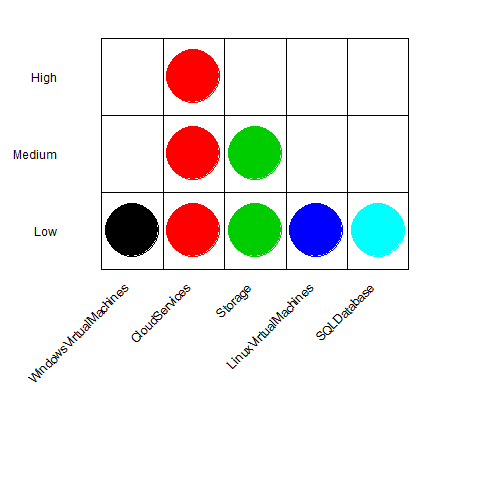 High
Medium
Low
WindowsVirtualMachines
CloudServices
Storage
LinuxVirtualMachines
SQLDatabase